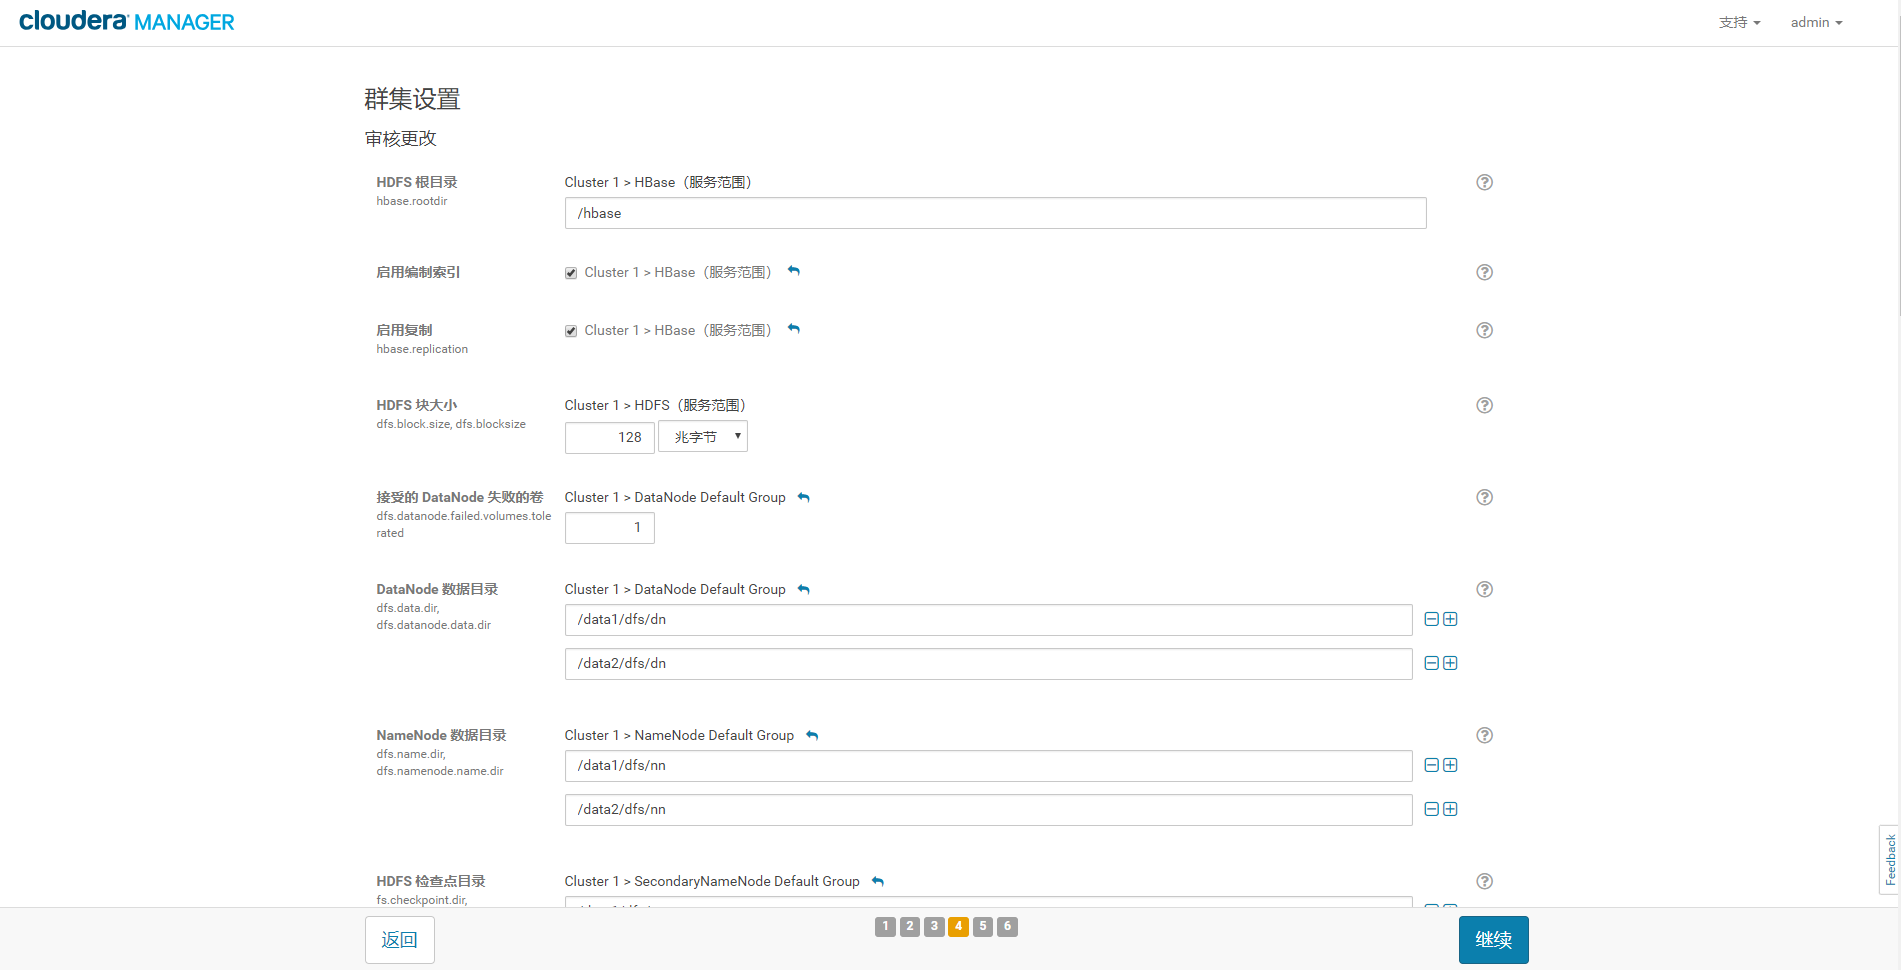 cloudera MANAGER
支持 admin
群集设置
审核更改
HDFS 根目录
hbase.rootdir
Cluster 1 > HBase（服务范围）
/hbase
启用编制索引
Cluster 1 > HBase（服务范围）
启用复制
hbase.replication
Cluster 1 > HBase（服务范围）
HDFS 块大小
dfs.block.size, dfs.blocksize
Cluster 1 > HDFS（服务范围）
128 兆字节
接受的 DataNode 失败的卷
dfs.datanode.failed.volumes.tole
rated
Cluster 1 > DataNode Default Group
1
DataNode 数据目录
dfs.data.dir,
dfs.datanode.data.dir
Cluster 1 > DataNode Default Group
/data1/dfs/dn
/data2/dfs/dn
NameNode 数据目录
dfs.name.dir,
dfs.namenode.name.dir
Cluster 1 > NameNode Default Group
/data1/dfs/nn
/data2/dfs/nn
HDFS 检查点目录
fs.checkpoint.dir,
Cluster 1 > SecondaryNameNode Default Group
Feedback
返回
1 2 3 4 5 6
继续